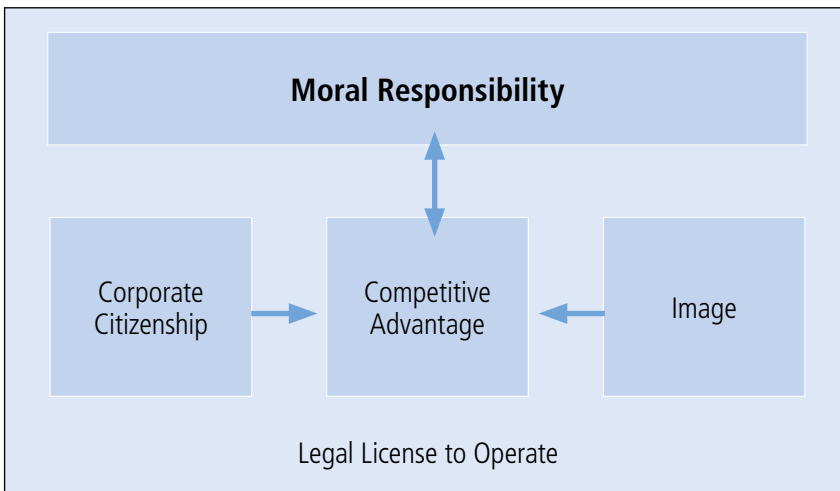 Moral Responsibility
Corporate
Citizenship
Competitive
Advantage
Image
Legal License to Operate